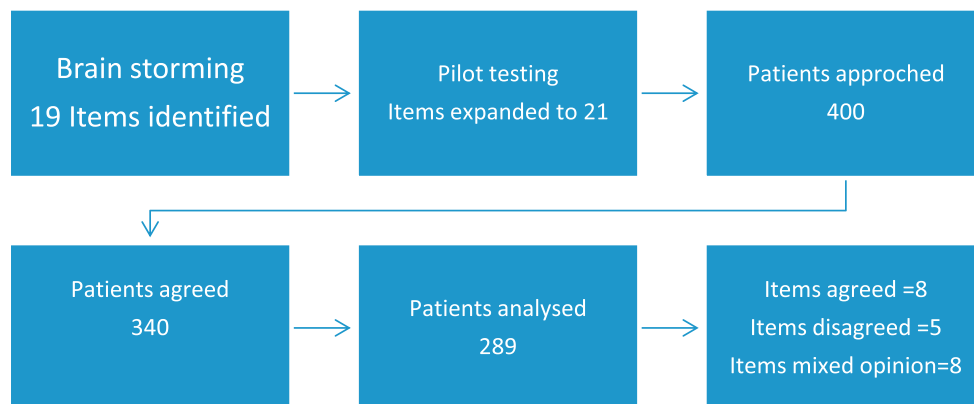 Brain storming
19 Items identified
Pilot testing
Items expanded to 21
Patients approched
400
Patients agreed
340
Patients analysed
289
Items agreed =8
Items disagreed =5
Items mixed opinion=8